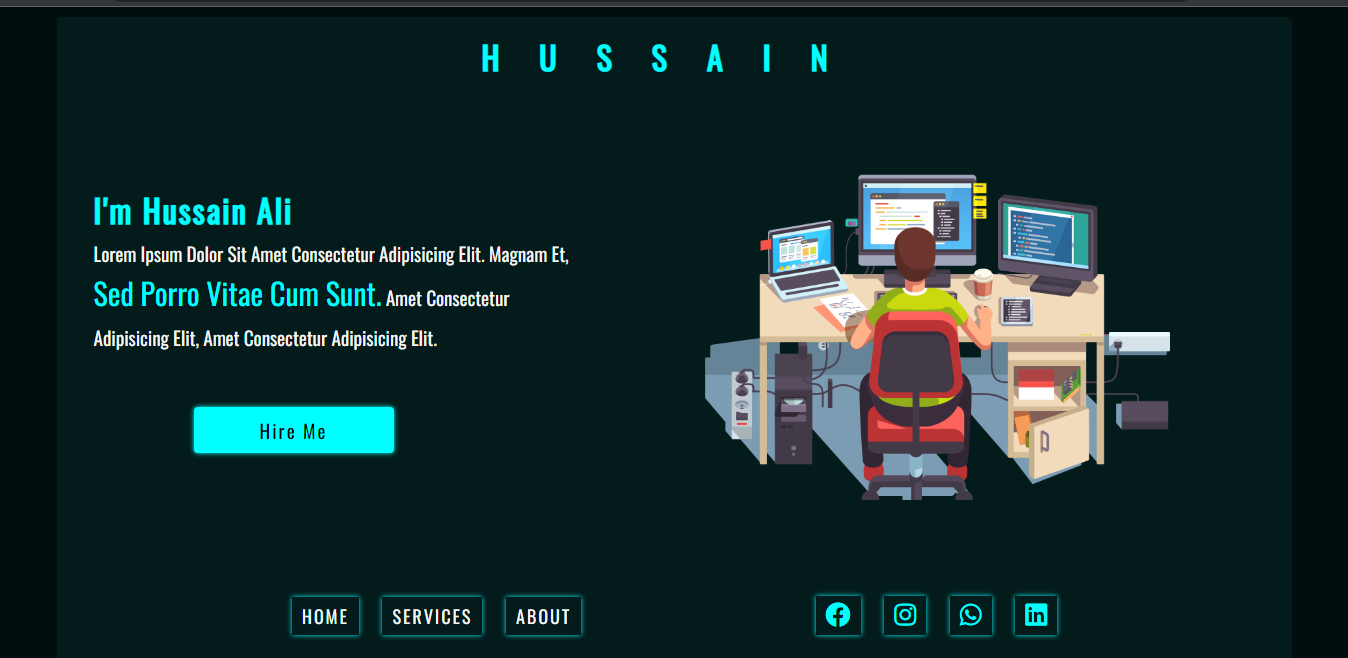 HUSSAIN
I'm Hussain Ali
Lorem Ipsum Dolor Sit Amet Consectetur Adipisicing Elit. Magnam Et,
Sed Porro Vitae Cum Sunt. Amet Consectetur
Adipisicing Elit, Amet Consectetur Adipisicing Elit.
Hire Me
HOME SERVICES ABOUT